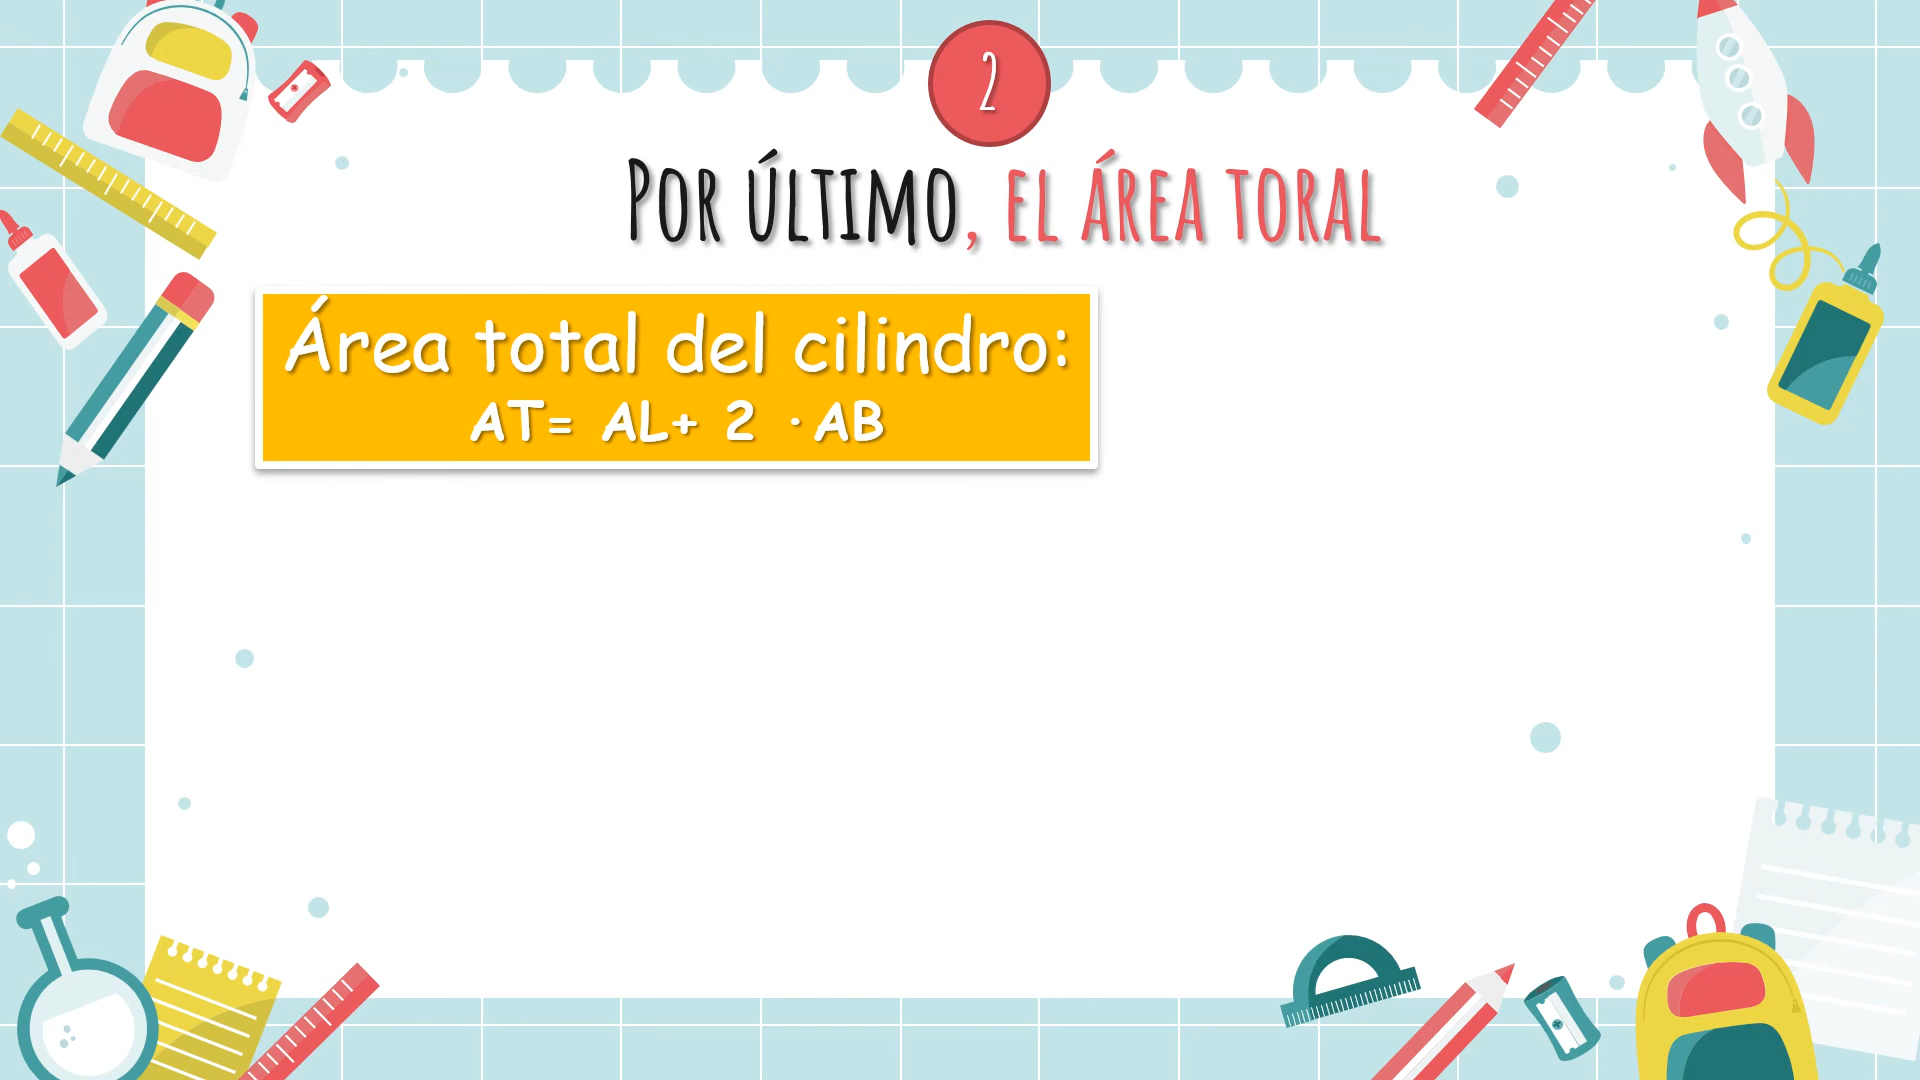 2
Por último, el área toral
Área total del cilindro:
AT= AL+ 2 ·AB